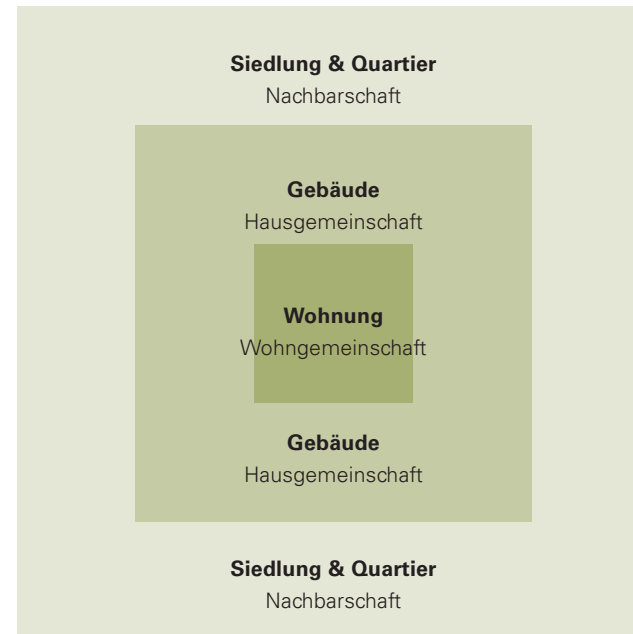 Siedlung & Quartier
Nachbarschaft
Gebäude
Hausgemeinschaft
Wohnung
Wohngemeinschaft
Gebäude
Hausgemeinschaft
Siedlung & Quartier
Nachbarschaft